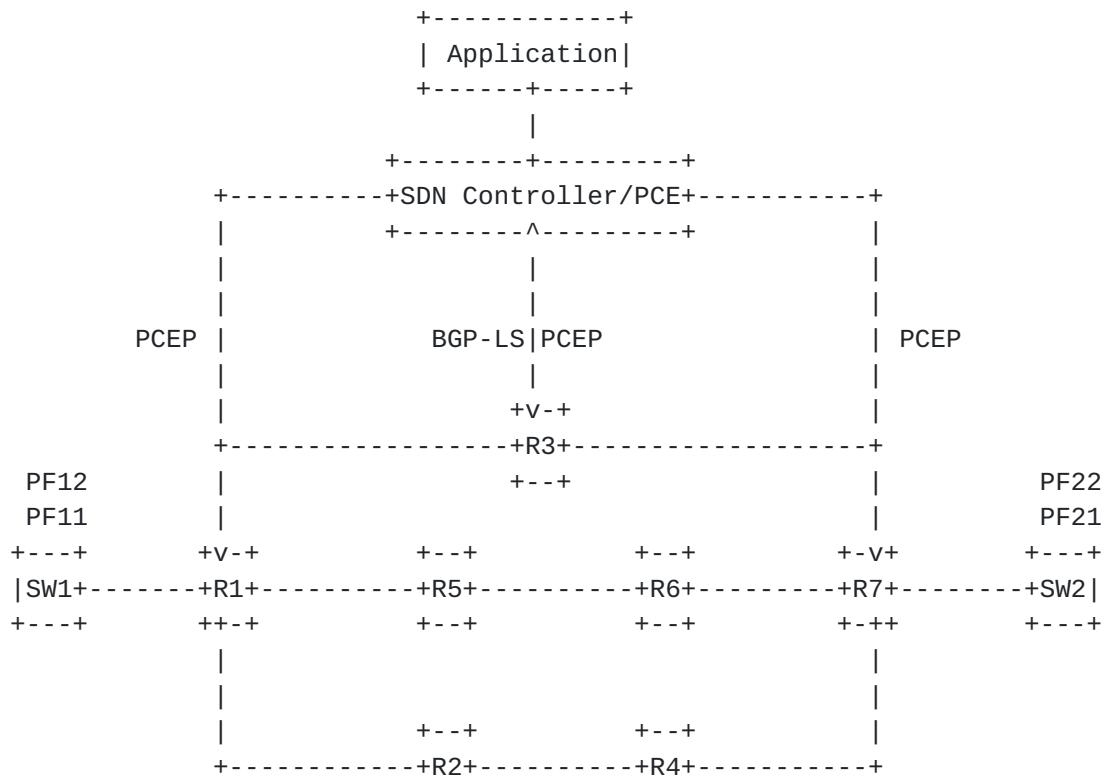 Application
SDN Controller/PCE
PCEP BGP-LS PCEP PCEP
R3
PF12 PF22
PF11 PF21
SW1 R1 R5 R6 R7 SW2
R2 R4